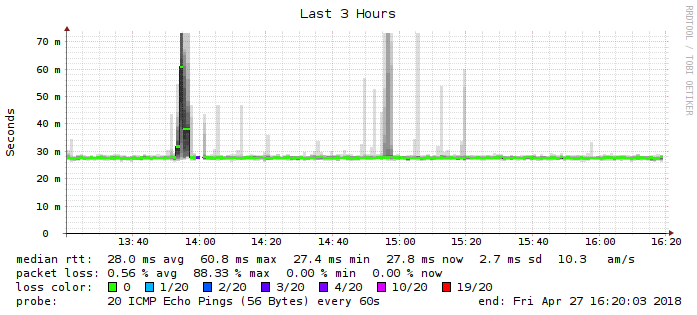 Last 3 Hours
RRDTOOL / TOBI OETIKER
Seconds
70 m
60 m
50 m
40 m
30 m
20 m
10 m
0
13:40 14:00 14:20 14:40 15:00 15:20 15:40 16:00 16:20
median rtt: 28.0 ms avg 60.8 ms max 27.4 ms min 27.8 ms now 2.7 ms sd 10.3 am/s
packet loss: 0.56 % avg 88.33 % max 0.00 % min 0.00 % now
loss color: 0 1/20 2/20 3/20 4/20 10/20 19/20
probe: 20 ICMP Echo Pings (56 Bytes) every 60s end: Fri Apr 27 16:20:03 2018